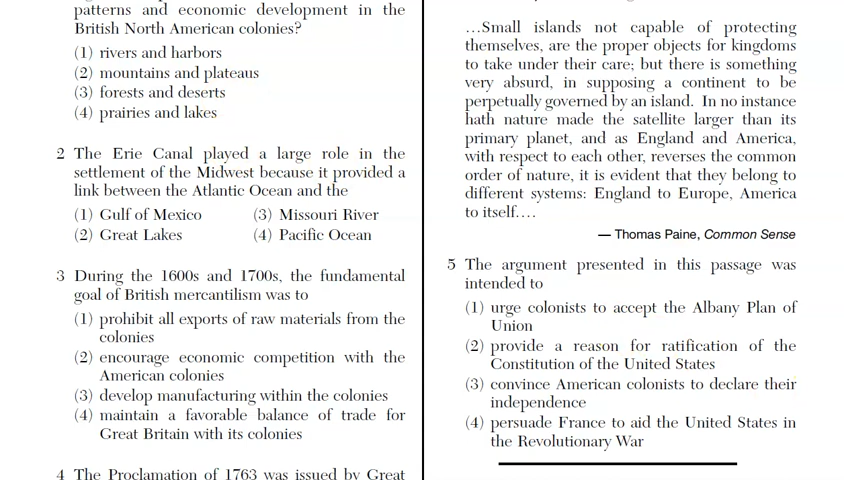 patterns and economic development in the
British North American colonies?
(1) rivers and harbors
(2) mountains and plateaus
(3) forests and deserts
(4) prairies and lakes
2 The Erie Canal played a large role in the
settlement of the Midwest because it provided a
link between the Atlantic Ocean and the
(1) Gulf of Mexico (3) Missouri River
(2) Great Lakes (4) Pacific Ocean
3 During the 1600s and 1700s, the fundamental
goal of British mercantilism was to
(1) prohibit all exports of raw materials from the
colonies
(2) encourage economic competition with the
American colonies
(3) develop manufacturing within the colonies
(4) maintain a favorable balance of trade for
Great Britain with its colonies
4 The Proclamation of 1763 was issued by Great
…Small islands not capable of protecting
themselves, are the proper objects for kingdoms
to take under their care; but there is something
very absurd, in supposing a continent to be
perpetually governed by an island. In no instance
hath nature made the satellite larger than its
primary planet, and as England and America,
with respect to each other, reverses the common
order of nature, it is evident that they belong to
different systems: England to Europe, America
to itself.…
— Thomas Paine, Common Sense
5 The argument presented in this passage was
intended to
(1) urge colonists to accept the Albany Plan of
Union
(2) provide a reason for ratification of the
Constitution of the United States
(3) convince American colonists to declare their
independence
(4) persuade France to aid the United States in
the Revolutionary War